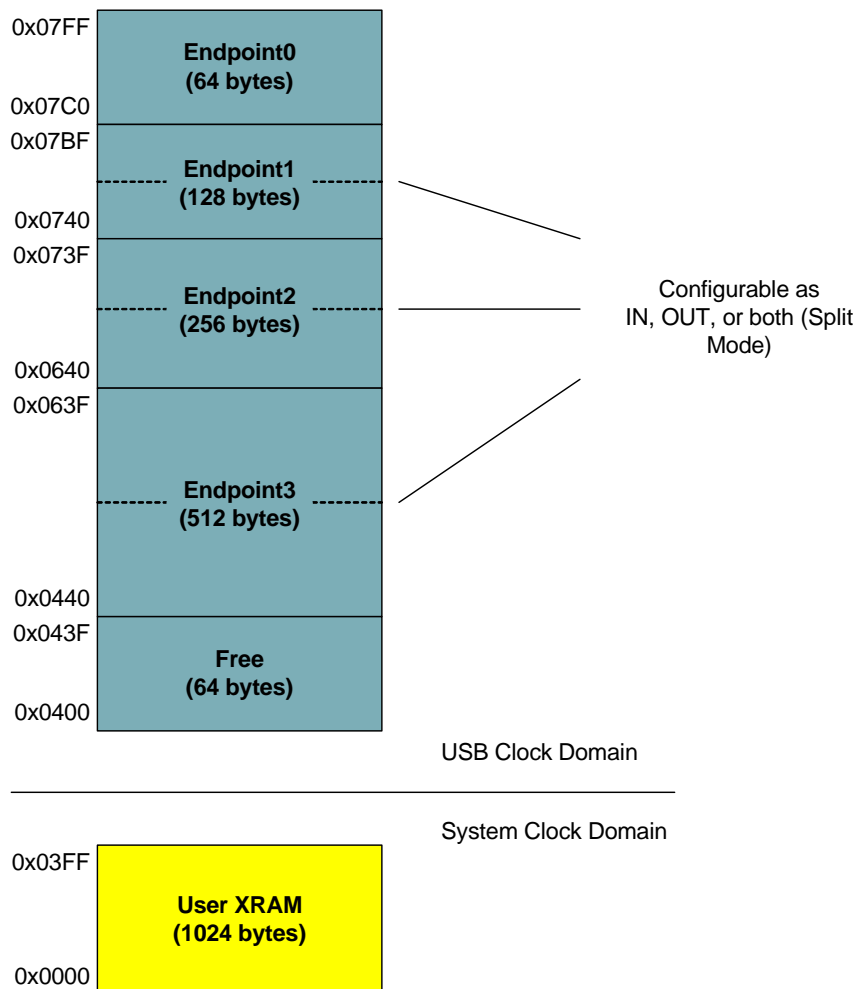 0x07FF
Endpoint0
(64 bytes)
0x07C0
0x07BF
Endpoint1
(128 bytes)
0x0740
0x073F
Endpoint2
(256 bytes)
0x0640
0x063F
Endpoint3
(512 bytes)
0x0440
0x043F
Free
(64 bytes)
0x0400
Configurable as
IN, OUT, or both (Split
Mode)
USB Clock Domain
System Clock Domain
0x03FF
User XRAM
(1024 bytes)
0x0000